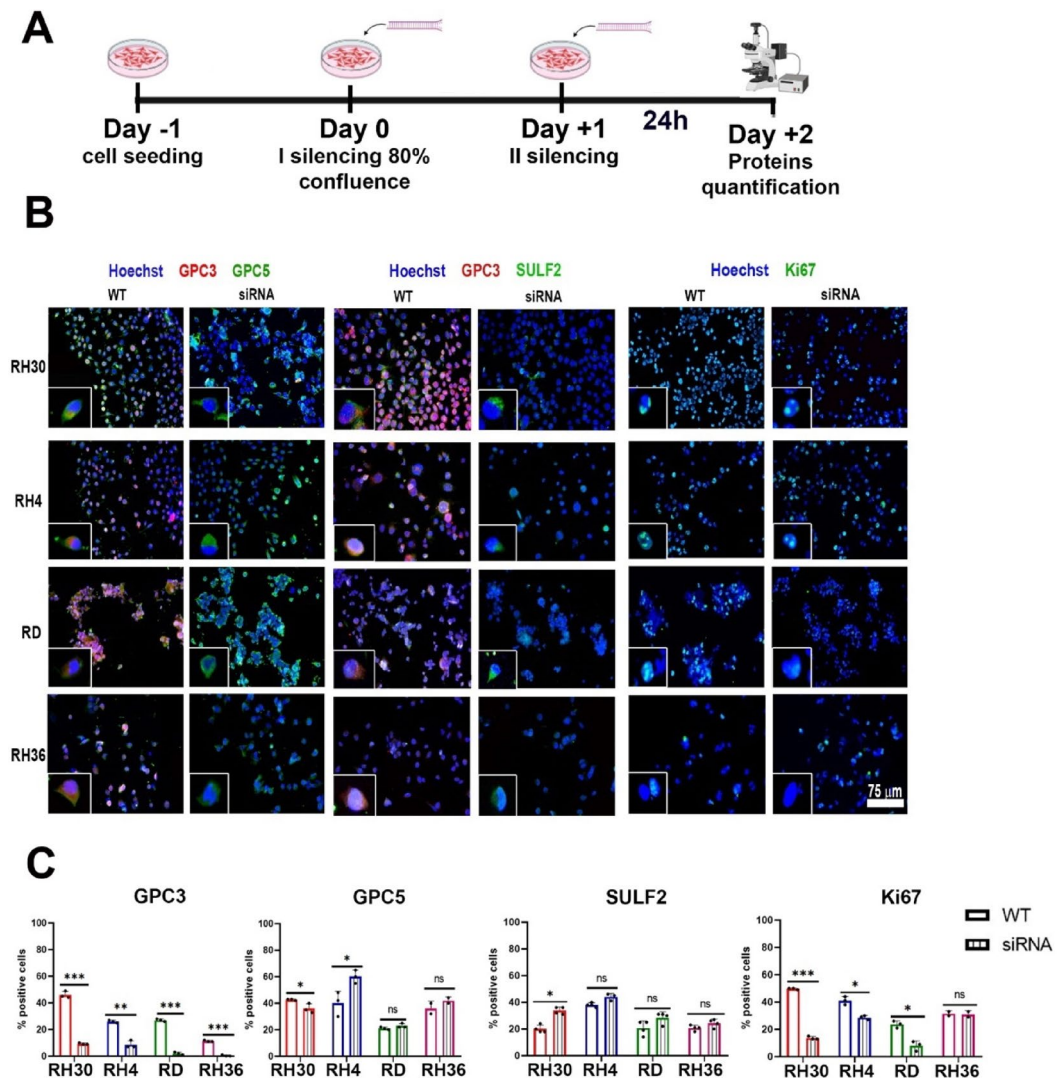 A
Day -1
cell seeding
Day 0
I silencing 80%
confluence
Day +1
II silencing
24h
Day +2
Proteins
quantification
B
Hoechst GPC3 GPC5
WT siRNA
Hoechst GPC3 SULF2
WT siRNA
Hoechst Ki67
WT siRNA
RH30
RH4
RD
RH36
75 µm
C
GPC3
% positive cells
100
80
60
40
20
0
***
**
***
***
RH30 RH4 RD RH36
GPC5
% positive cells
100
80
60
40
20
0
*
*
ns
ns
RH30 RH4 RD RH36
SULF2
% positive cells
100
80
60
40
20
0
*
ns
ns
ns
RH30 RH4 RD RH36
Ki67
% positive cells
100
80
60
40
20
0
***
*
*
ns
RH30 RH4 RD RH36
WT
siRNA